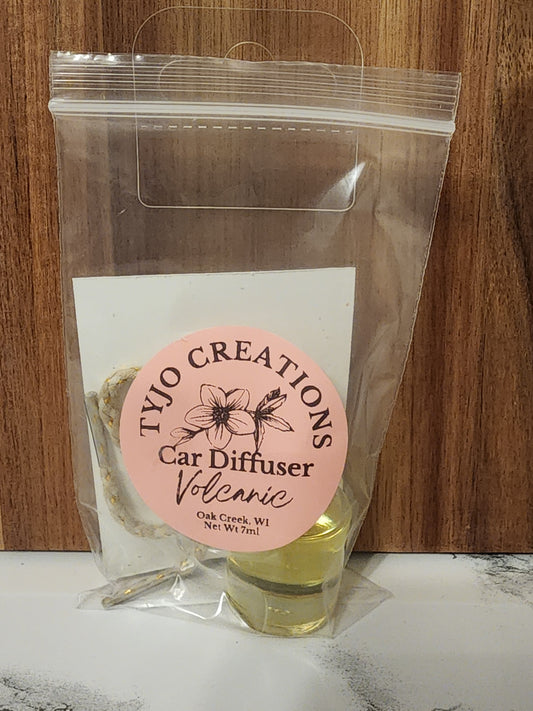 TYJO CREATIONS
Car Diffuser
Volcanic
Oak Creek, WI
Net Wt 7ml